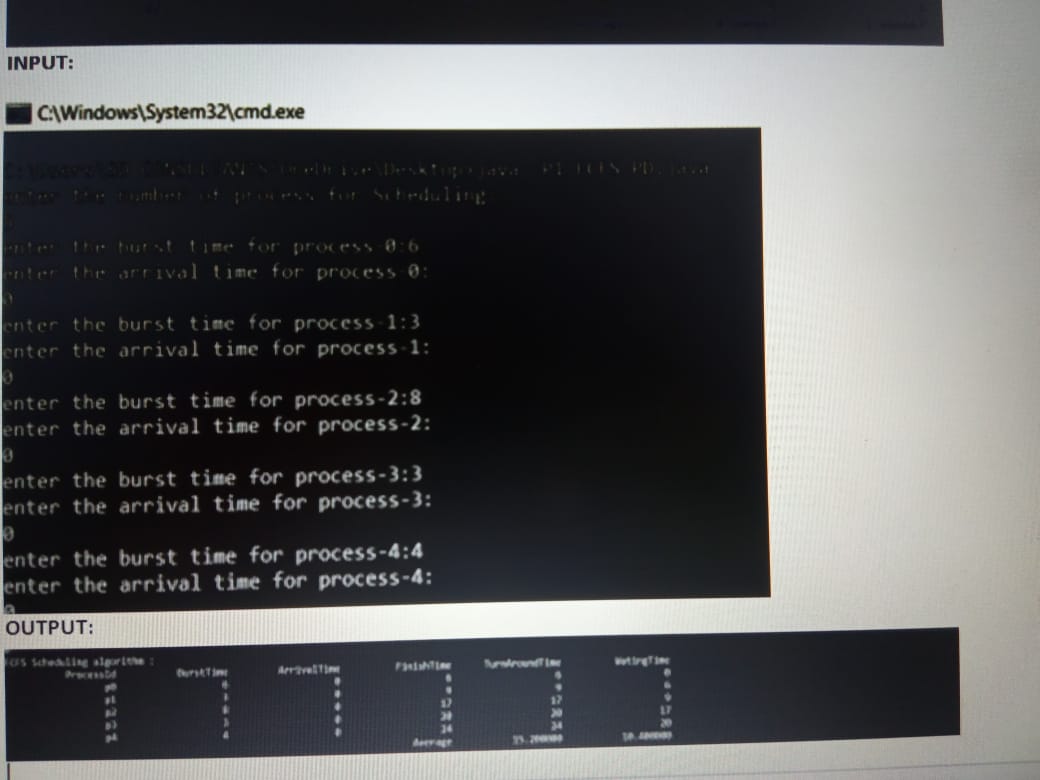 INPUT:
C:\Windows\System32\cmd.exe
enter the number of process for Scheduling
enter the burst time for process-0:6
enter the arrival time for process-0:
0
enter the burst time for process-1:3
enter the arrival time for process-1:
0
enter the burst time for process-2:8
enter the arrival time for process-2:
0
enter the burst time for process-3:3
enter the arrival time for process-3:
0
enter the burst time for process-4:4
enter the arrival time for process-4:
0
OUTPUT:
FCFS Scheduling algorithm :
ProcessId BurstTime ArrivelTime FinishTime TurnAroundTime WatingTime
p0 6 0 6 6 0
p1 3 0 9 9 6
p2 8 0 17 17 9
p3 3 0 20 20 17
p4 4 0 24 24 20
Average 15.200000 10.400000